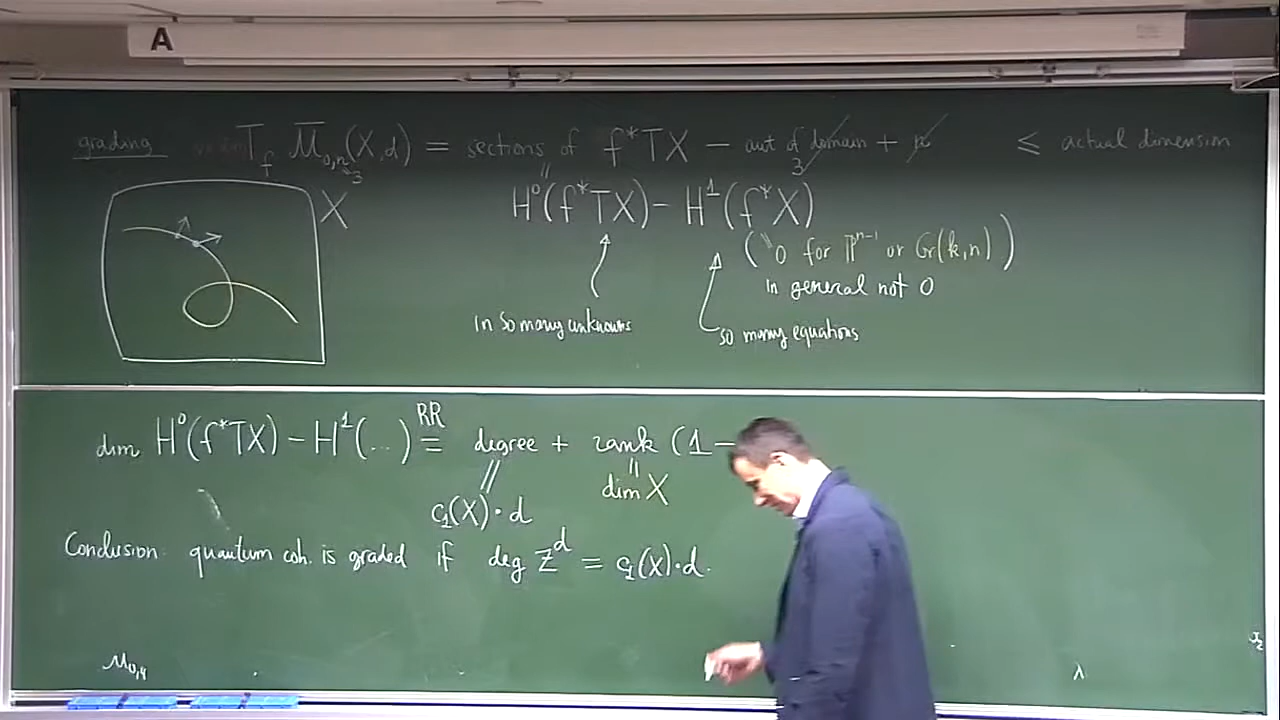 A
grading T_f M̅_{0,n}(X,d) = sections of f*TX − aut of domain + n ≤ actual dimension
3 3
X
H⁰(f*TX) − H¹(f*X)
(0 for ℙ^{n-1} or Gr(k,n))
in general not 0
in so many unknowns
so many equations
dim H⁰(f*TX) − H¹(...) = degree + rank (1 −
RR
c₁(X)·d
dim X
Conclusion: quantum coh. is graded if deg z^d = c₁(X)·d.
M_{0,4}
λ